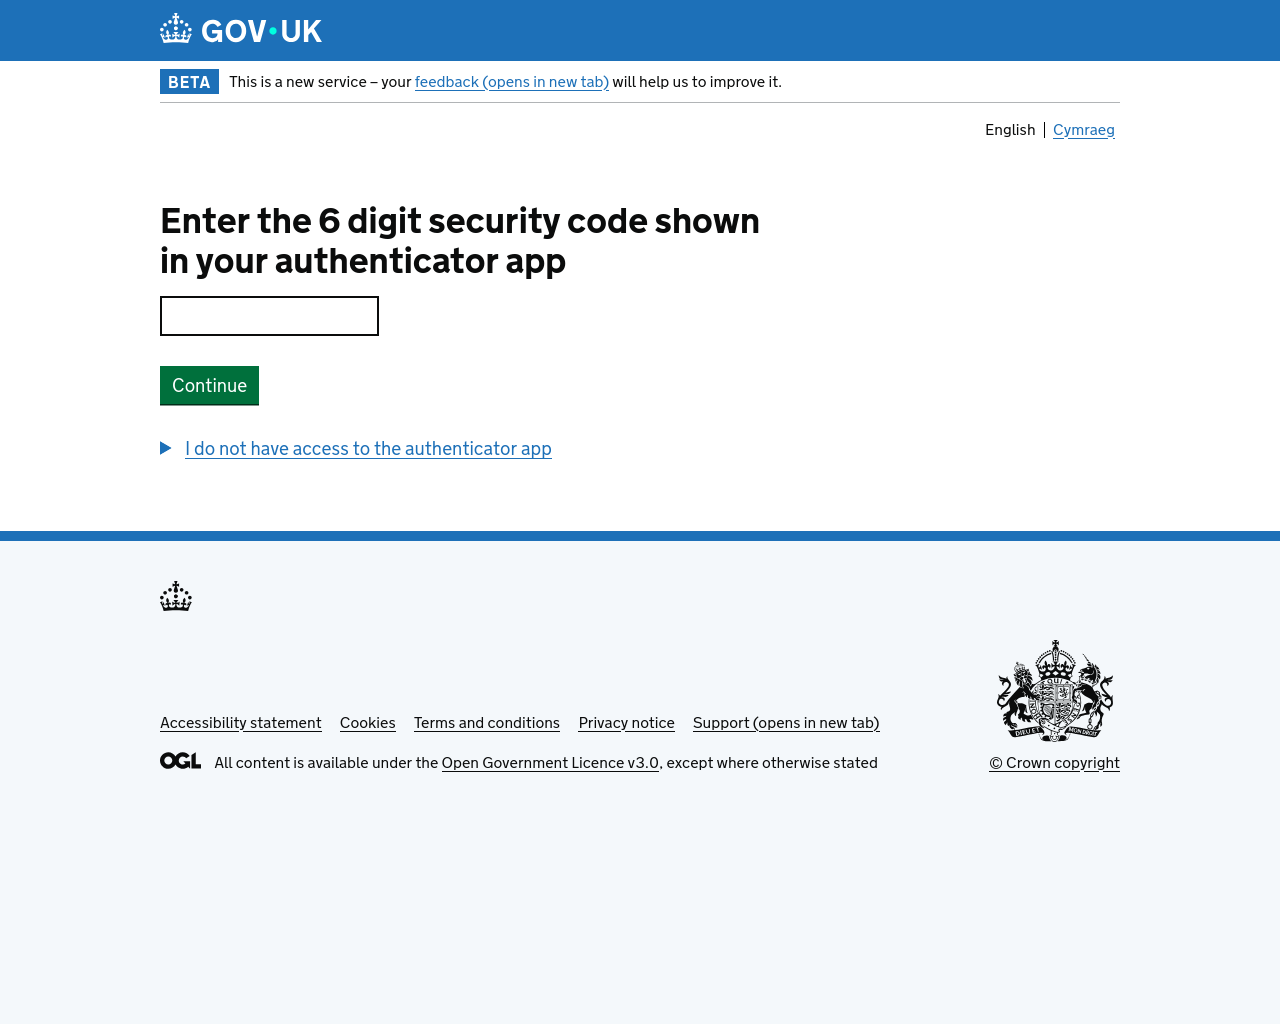 GOV•UK
BETA This is a new service – your feedback (opens in new tab) will help us to improve it.
English | Cymraeg
Enter the 6 digit security code shown
in your authenticator app
Continue
I do not have access to the authenticator app
Accessibility statement Cookies Terms and conditions Privacy notice Support (opens in new tab)
OGL All content is available under the Open Government Licence v3.0, except where otherwise stated
DIEU ET MON DROIT
© Crown copyright